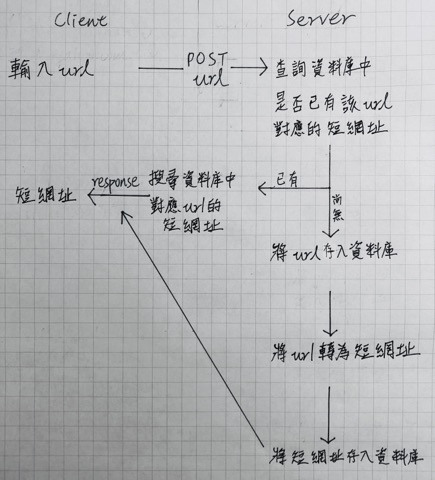 Client
Server
輸入url
POST
url
查詢資料庫中
是否已有該url
對應的短網址
已有
尚無
搜尋資料庫中
對應url的
短網址
response
短網址
將url存入資料庫
將url轉為短網址
將短網址存入資料庫